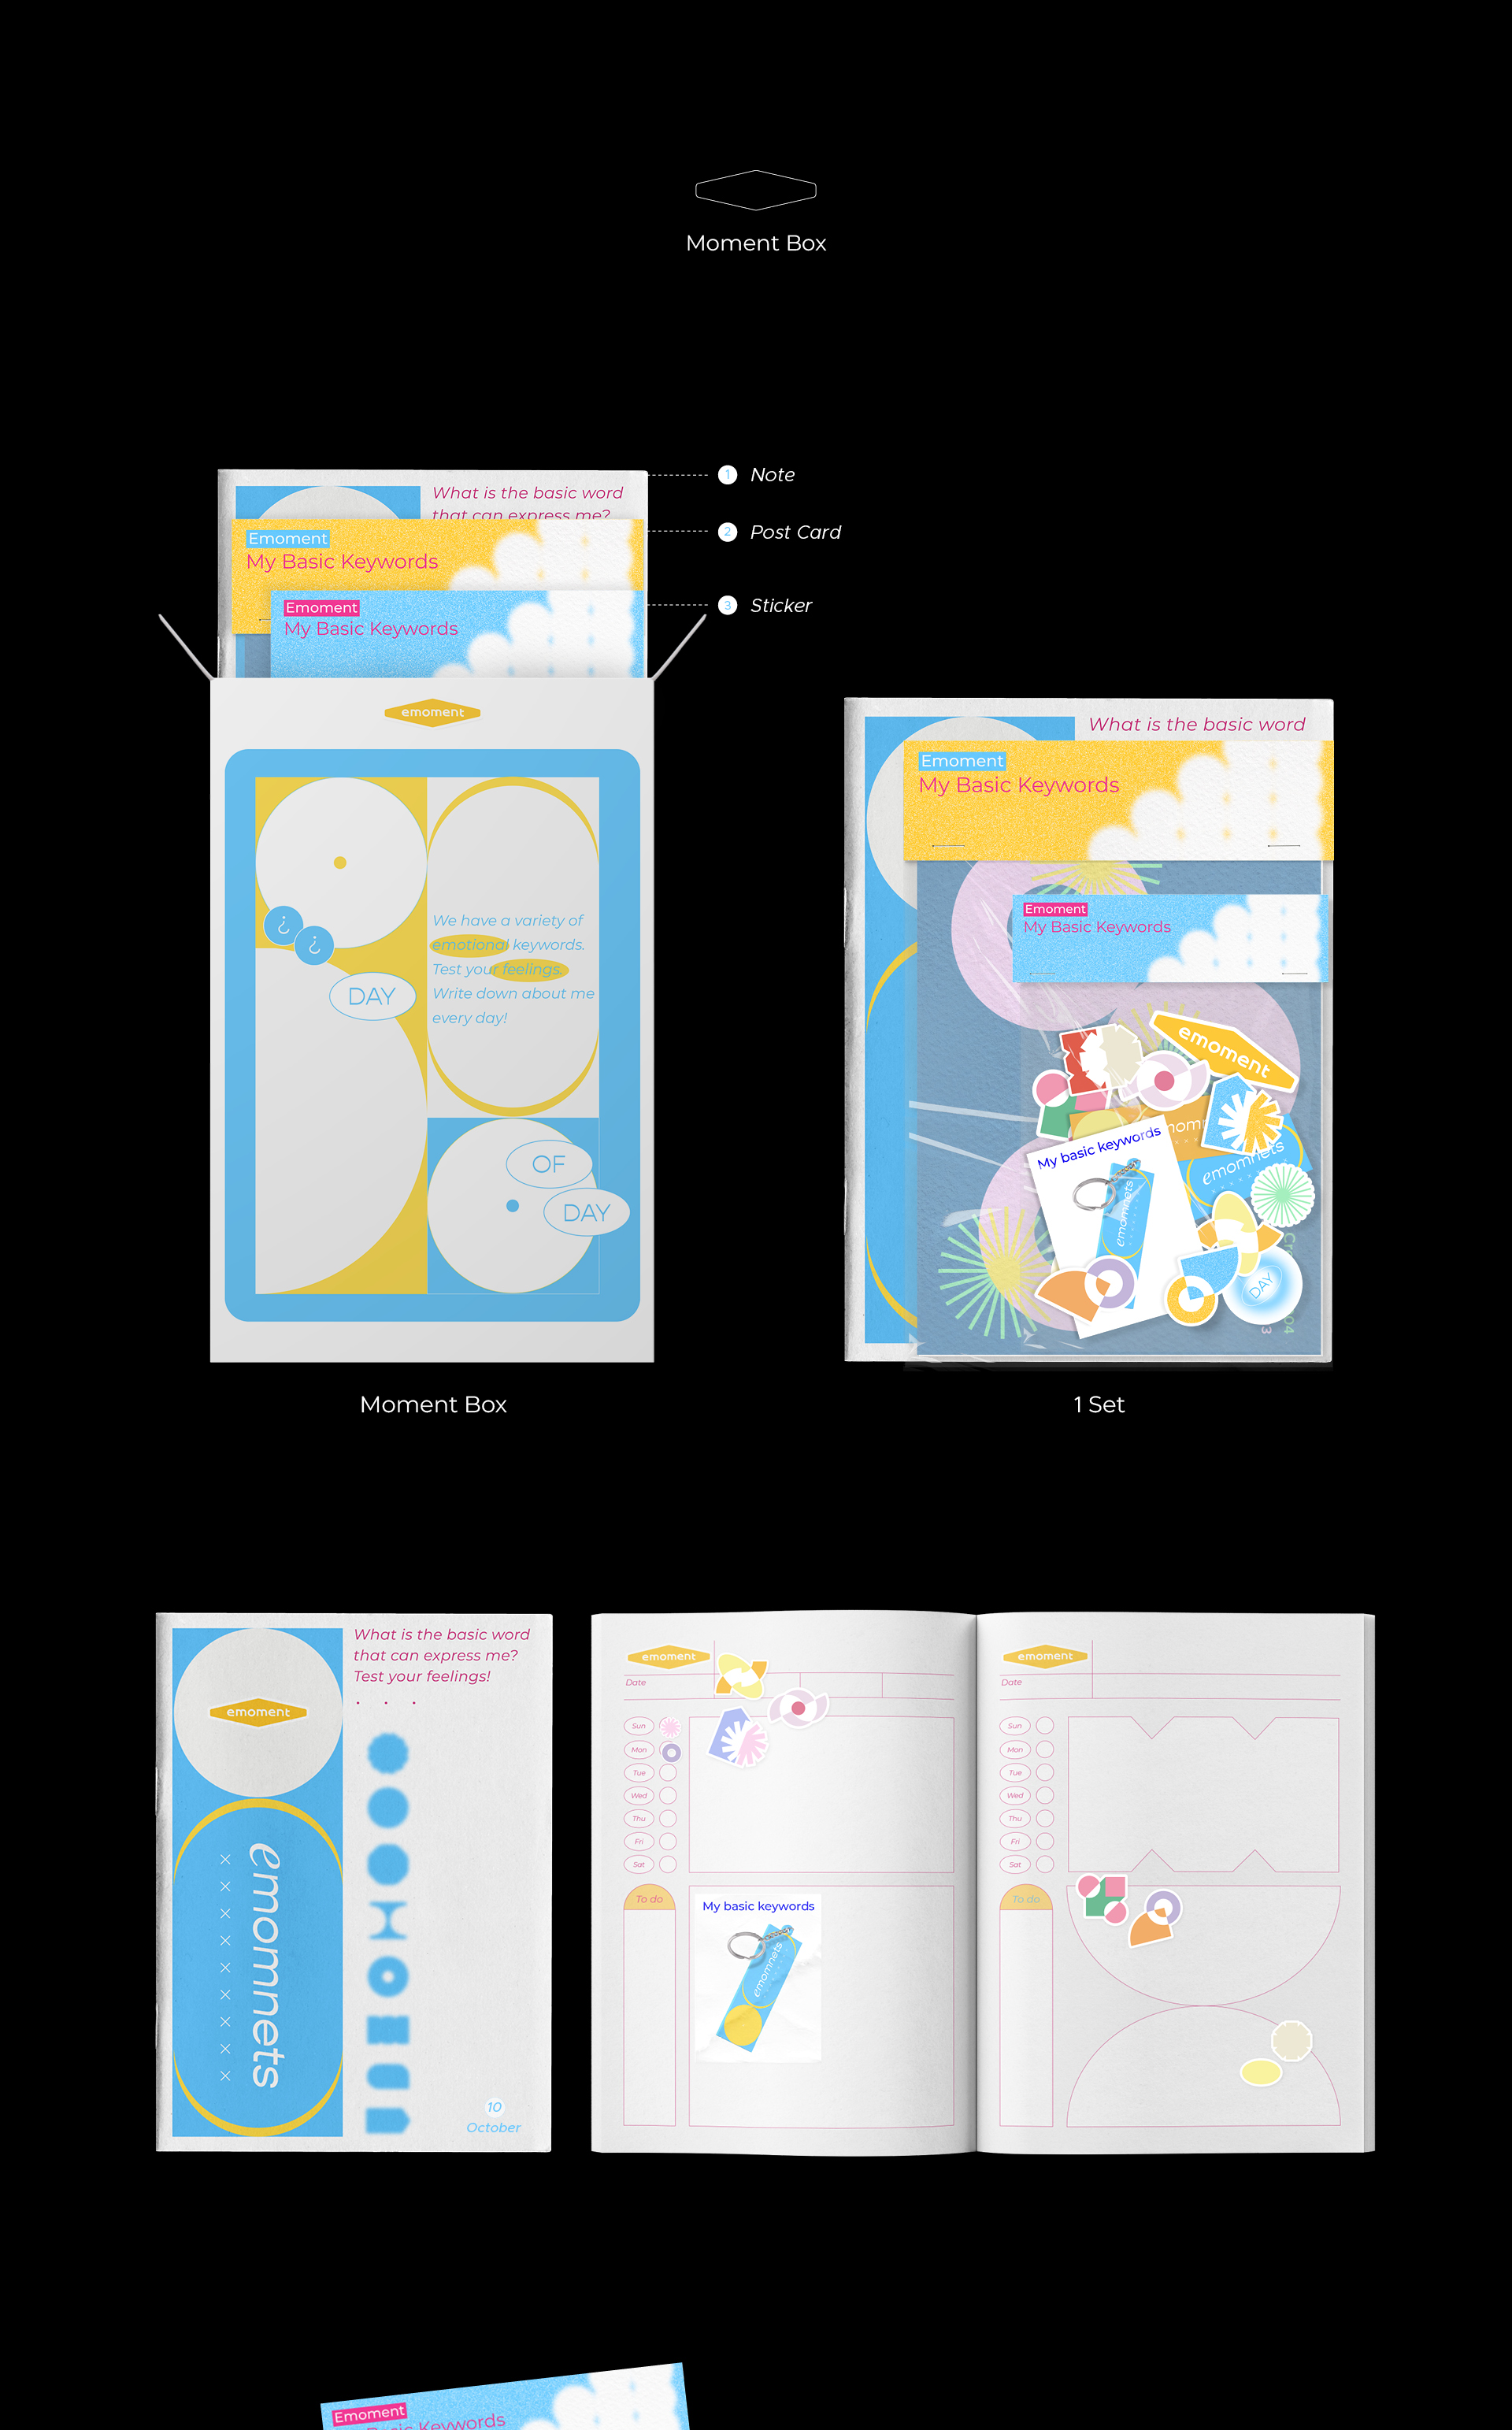 Moment Box
What is the basic word
that can express me?
Emoment
My Basic Keywords
Emoment
My Basic Keywords
1 Note
2 Post Card
3 Sticker
emoment
¿
¿
DAY
We have a variety of
emotional keywords.
Test your feelings,
Write down about me
every day!
OF
DAY
Moment Box
What is the basic word
Emoment
My Basic Keywords
Emoment
My Basic Keywords
emoment
My basic keywords
emomnets
emomnets
DAY
1 Set
What is the basic word
that can express me?
Test your feelings!
. . .
emoment
emomnets
10
October
emoment
Date
Sun
Mon
Tue
Wed
Thu
Fri
Sat
To do
My basic keywords
emomnets
emoment
Date
Sun
Mon
Tue
Wed
Thu
Fri
Sat
To do
Emoment
Basic Keywords